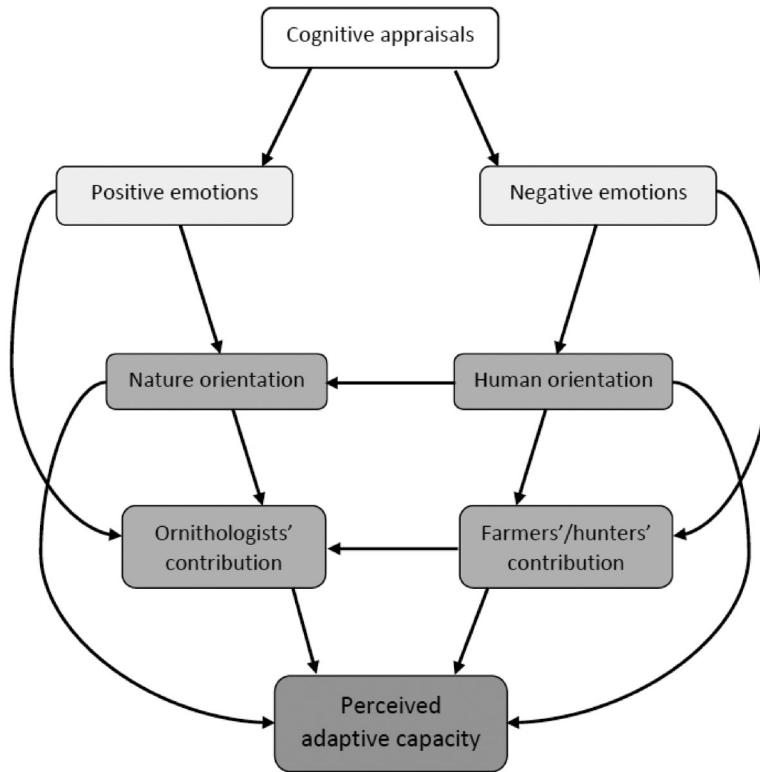 Cognitive appraisals
Positive emotions
Negative emotions
Nature orientation
Human orientation
Ornithologists’
contribution
Farmers’/hunters’
contribution
Perceived
adaptive capacity